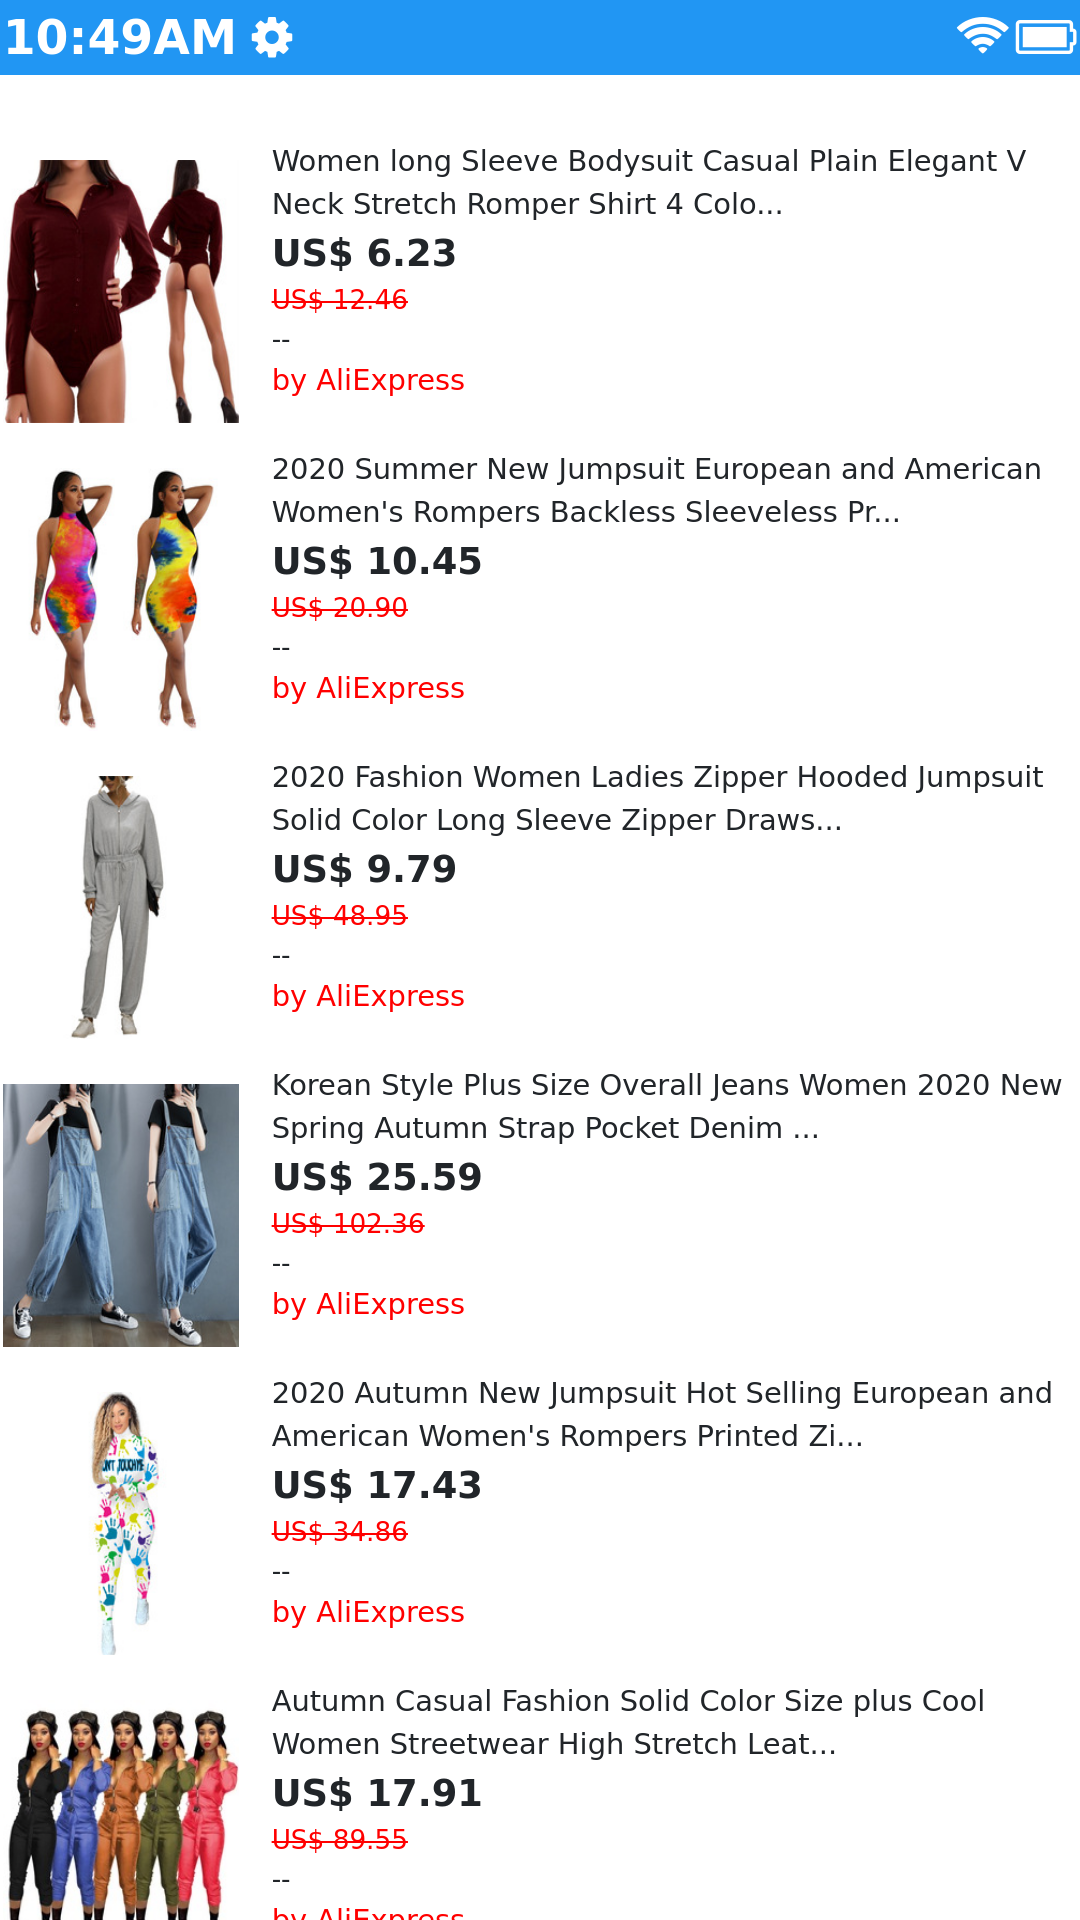 10:49AM
Women long Sleeve Bodysuit Casual Plain Elegant V
Neck Stretch Romper Shirt 4 Colo...
US$ 6.23
US$ 12.46
--
by AliExpress
2020 Summer New Jumpsuit European and American
Women's Rompers Backless Sleeveless Pr...
US$ 10.45
US$ 20.90
--
by AliExpress
2020 Fashion Women Ladies Zipper Hooded Jumpsuit
Solid Color Long Sleeve Zipper Draws...
US$ 9.79
US$ 48.95
--
by AliExpress
Korean Style Plus Size Overall Jeans Women 2020 New
Spring Autumn Strap Pocket Denim ...
US$ 25.59
US$ 102.36
--
by AliExpress
2020 Autumn New Jumpsuit Hot Selling European and
American Women's Rompers Printed Zi...
US$ 17.43
US$ 34.86
--
by AliExpress
Autumn Casual Fashion Solid Color Size plus Cool
Women Streetwear High Stretch Leat...
US$ 17.91
US$ 89.55
--
by AliExpress